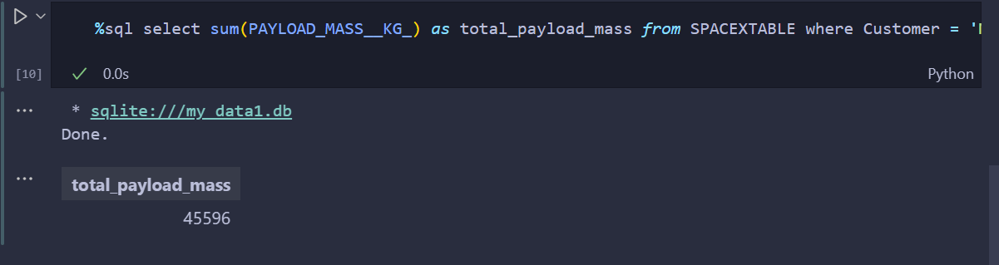 %sql select sum(PAYLOAD_MASS__KG_) as total_payload_mass from SPACEXTABLE where Customer = '
[10]
0.0s
Python
* sqlite:///my_data1.db
Done.
total_payload_mass
45596